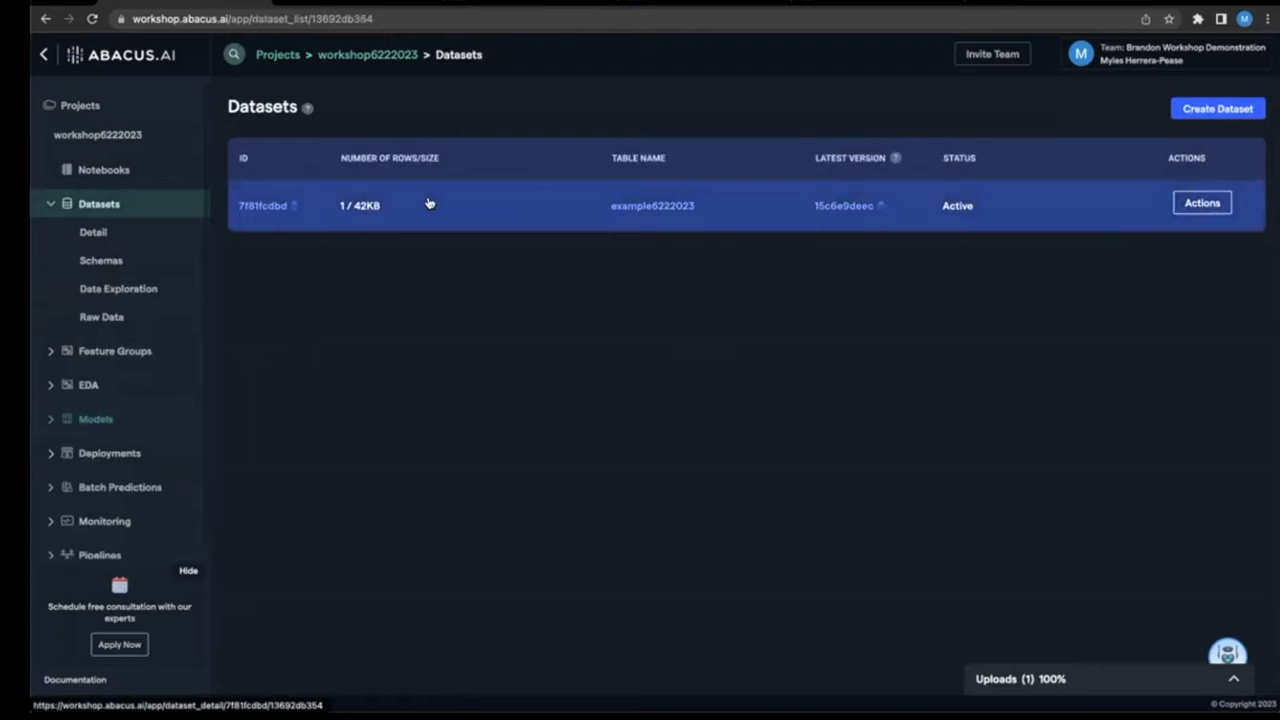 workshop.abacus.ai/app/dataset_list/13692db354
M
ABACUS.AI
Projects > workshop6222023 > Datasets
Invite Team
M
Team: Brandon Workshop Demonstration
Myles Herrera-Pease
Projects
workshop6222023
Notebooks
Datasets
Detail
Schemas
Data Exploration
Raw Data
Feature Groups
EDA
Models
Deployments
Batch Predictions
Monitoring
Pipelines
Hide
Schedule free consultation with our
experts
Apply Now
Documentation
Datasets ?
Create Dataset
ID NUMBER OF ROWS/SIZE TABLE NAME LATEST VERSION ? STATUS ACTIONS
7f81fcdbd 1 / 42KB example6222023 15c6e9deec Active Actions
Uploads (1) 100%
https://workshop.abacus.ai/app/dataset_detail/7f81fcdbd/13692db354
© Copyright 2023